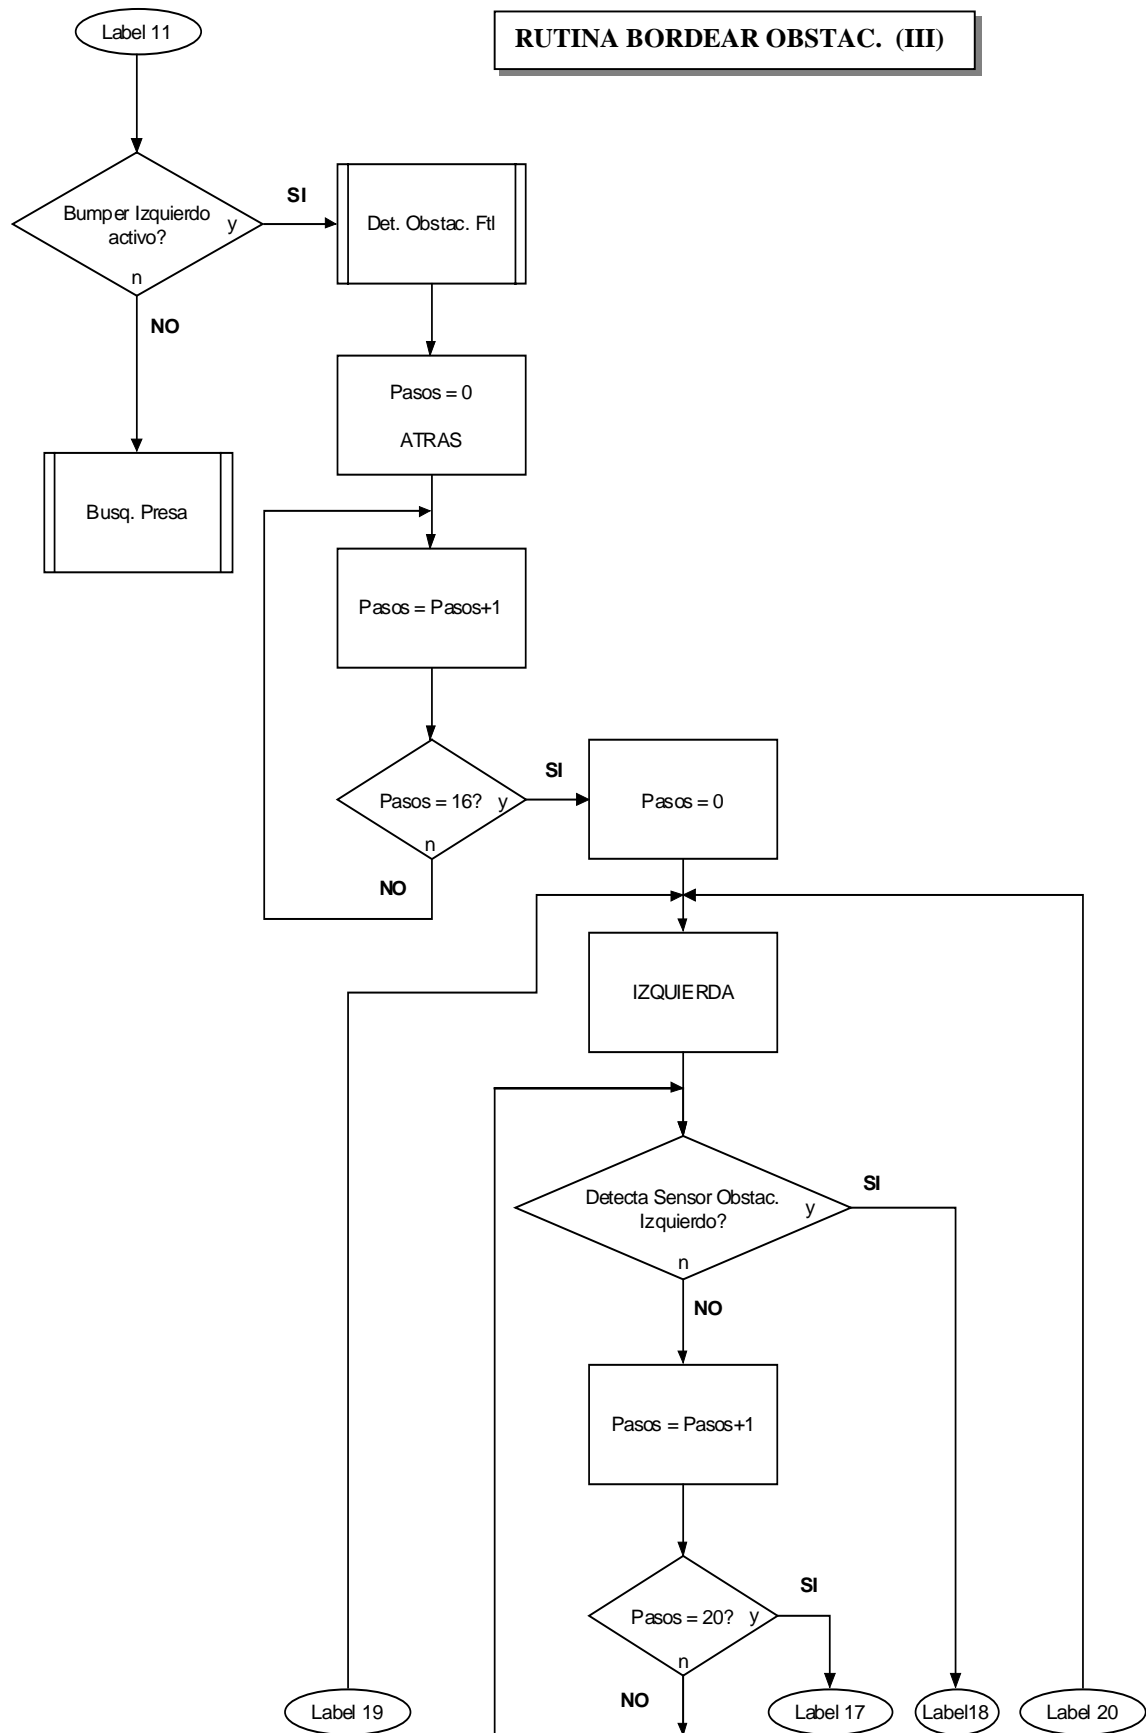 Label 11
RUTINA BORDEAR OBSTAC. (III)
Bumper Izquierdo
activo?
y
n
SI
NO
Det. Obstac. Ftl
Busq. Presa
Pasos = 0
ATRAS
Pasos = Pasos+1
Pasos = 16?
y
n
SI
NO
Pasos = 0
IZQUIERDA
Detecta Sensor Obstac.
Izquierdo?
y
n
SI
NO
Pasos = Pasos+1
Pasos = 20?
y
n
SI
NO
Label 19
Label 17
Label18
Label 20